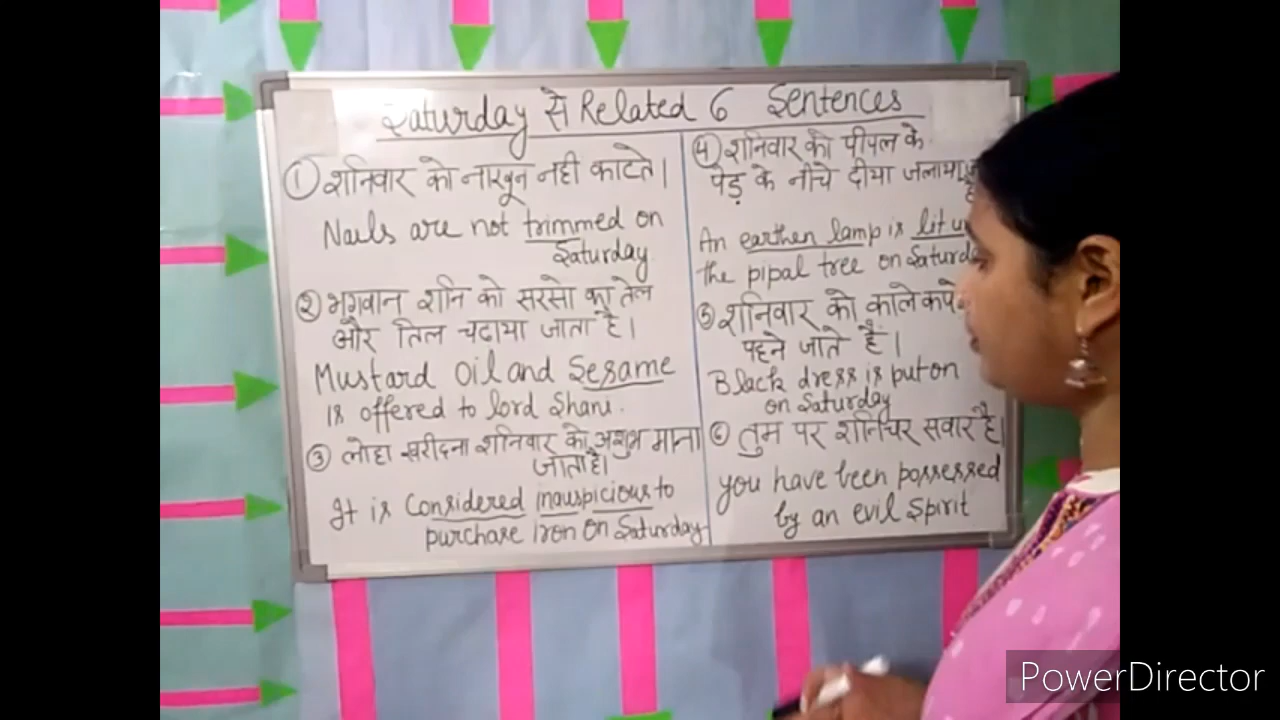 Saturday से Related 6 Sentences
① शनिवार को नाखून नही काटते।
Nails are not trimmed on
Saturday
② भगवान शनि को सरसो का तेल
और तिल चढाया जाता है।
Mustard Oil and Sesame
is offered to lord Shani.
③ लोहा खरीदना शनिवार को अशुभ माना
जाता है।
It is Considered inauspicious to
purchase Iron on Saturday
④ शनिवार को पीपल के
पेड़ के नीचे दीया जलाया
An earthen lamp is lit
the pipal tree on
⑤ शनिवार को काले
पहने जाते हैं।
Black dress is put on
on Saturday
⑥ तुम पर शनिचर सवार है।
you have been possessed
by an evil Spirit
PowerDirector